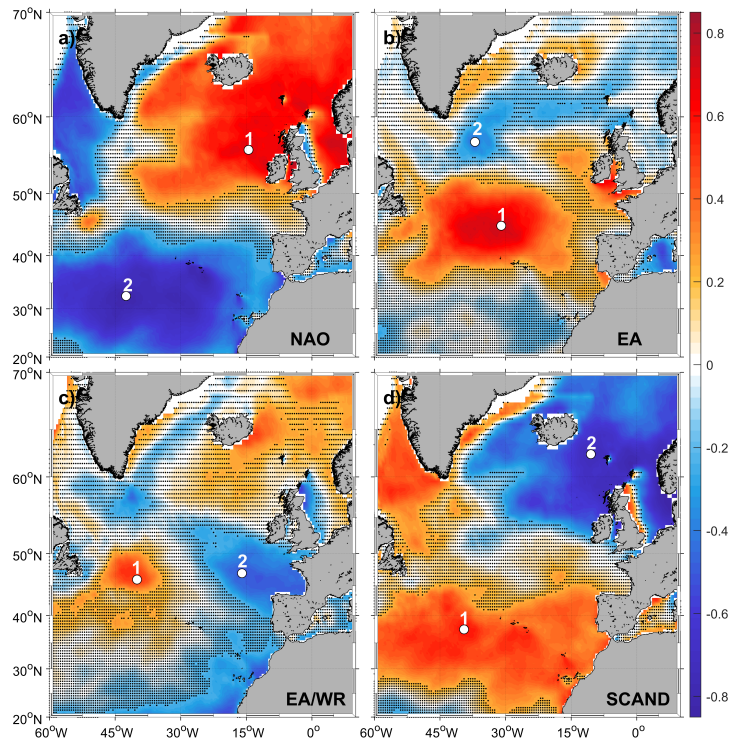 a) 1 2 NAO
b) 2 1 EA
70°N
60°N
50°N
40°N
30°N
20°N
c) 1 2 EA/WR
d) 2 1 SCAND
70°N
60°N
50°N
40°N
30°N
20°N
60°W 45°W 30°W 15°W 0° 60°W 45°W 30°W 15°W 0°
0.8
0.6
0.4
0.2
0
-0.2
-0.4
-0.6
-0.8